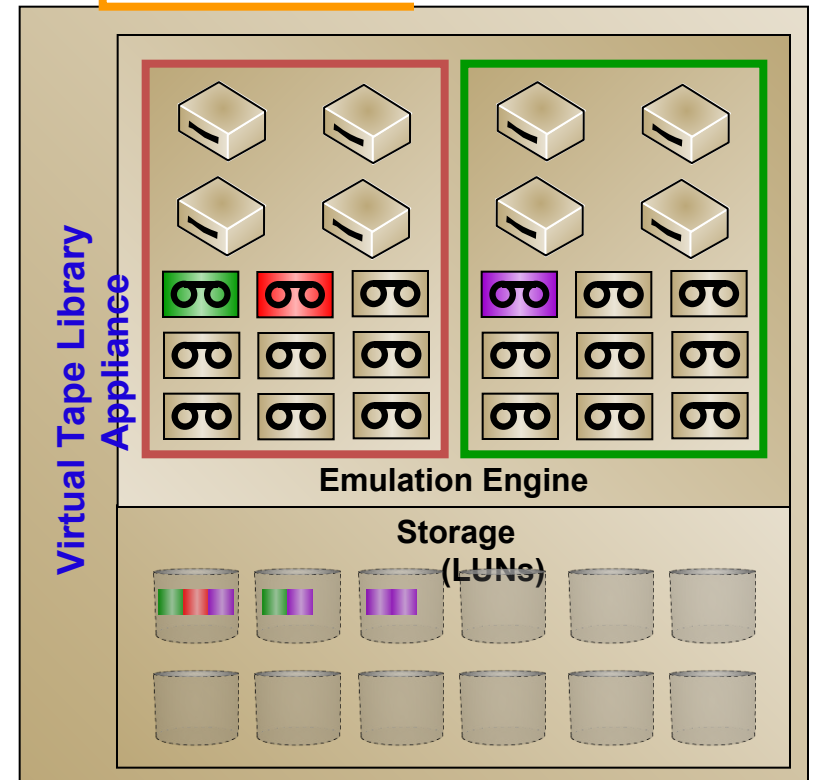 Virtual Tape Library
Appliance
Emulation Engine
Storage
(LUNs)